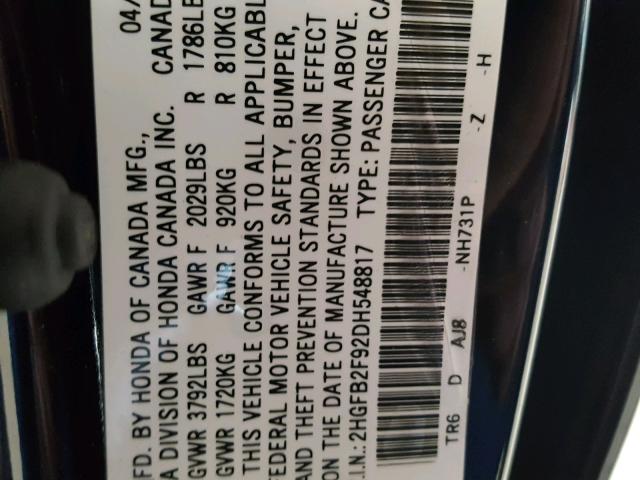 FD. BY HONDA OF CANADA MFG., 04/
A DIVISION OF HONDA CANADA INC. CANAD
GVWR 3792LBS GAWR F 2029LBS R 1786LB
GVWR 1720KG GAWR F 920KG R 810KG
THIS VEHICLE CONFORMS TO ALL APPLICABL
FEDERAL MOTOR VEHICLE SAFETY, BUMPER,
AND THEFT PREVENTION STANDARDS IN EFFECT
ON THE DATE OF MANUFACTURE SHOWN ABOVE.
.I.N.: 2HGFB2F92DH548817 TYPE: PASSENGER CA
TR6 D AJ8 -NH731P -Z -H